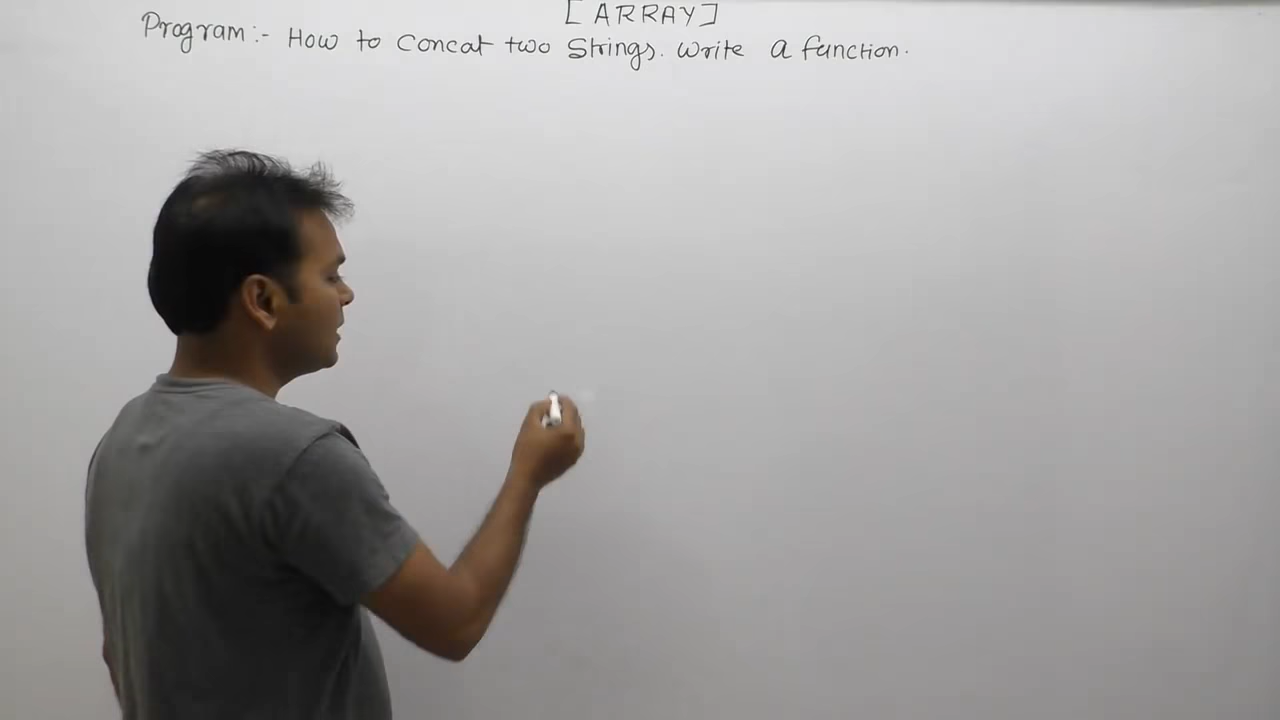 [ARRAY]
Program:- How to Concat two Strings. Write a function.